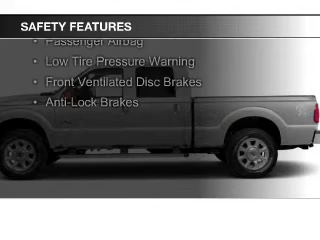 SAFETY FEATURES
• Passenger Airbag
• Low Tire Pressure Warning
• Front Ventilated Disc Brakes
• Anti-Lock Brakes